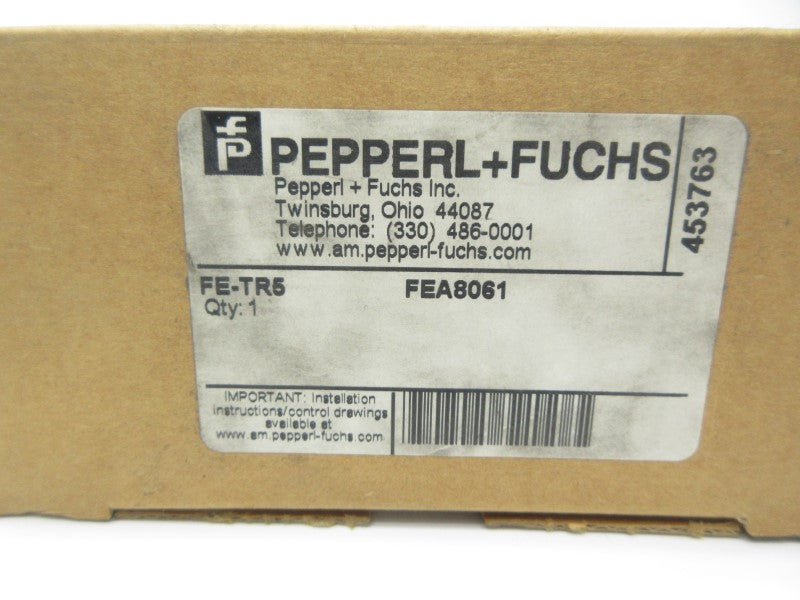 PEPPERL+FUCHS
Pepperl + Fuchs Inc.
Twinsburg, Ohio 44087
Telephone: (330) 486-0001
www.am.pepperl-fuchs.com
453763
FE-TR5 FEA8061
Qty: 1
IMPORTANT: Installation
instructions/control drawings
available at
www.am.pepperl-fuchs.com